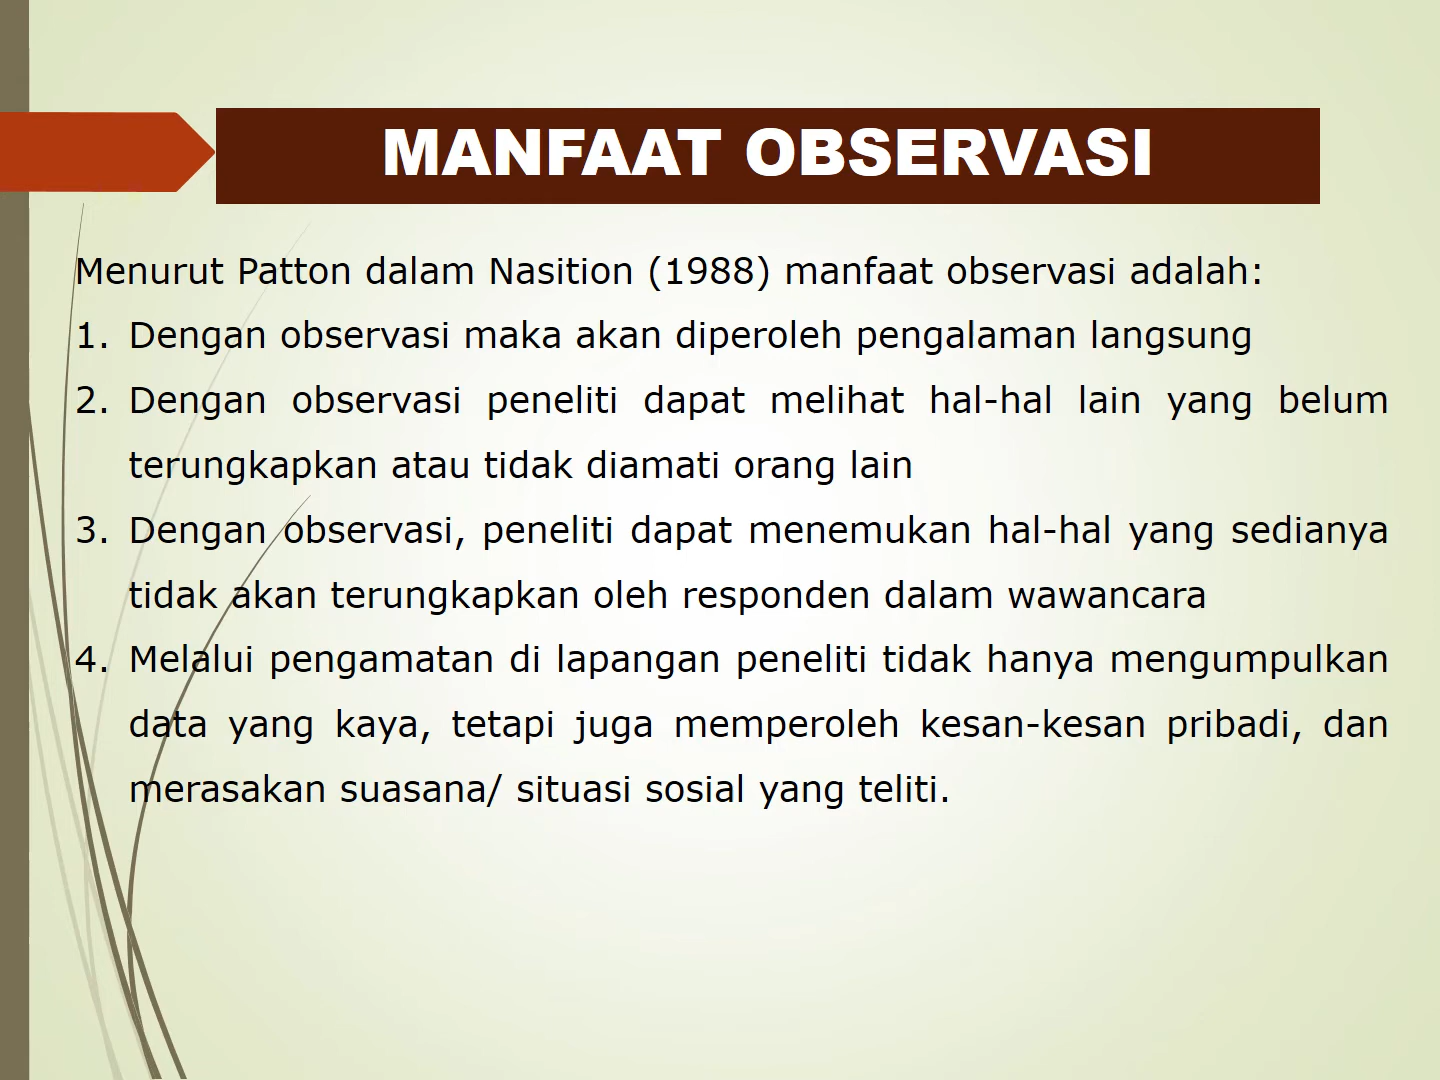 MANFAAT OBSERVASI
Menurut Patton dalam Nasition (1988) manfaat observasi adalah:
1. Dengan observasi maka akan diperoleh pengalaman langsung
2. Dengan observasi peneliti dapat melihat hal-hal lain yang belum
terungkapkan atau tidak diamati orang lain
3. Dengan observasi, peneliti dapat menemukan hal-hal yang sedianya
tidak akan terungkapkan oleh responden dalam wawancara
4. Melalui pengamatan di lapangan peneliti tidak hanya mengumpulkan
data yang kaya, tetapi juga memperoleh kesan-kesan pribadi, dan
merasakan suasana/ situasi sosial yang teliti.